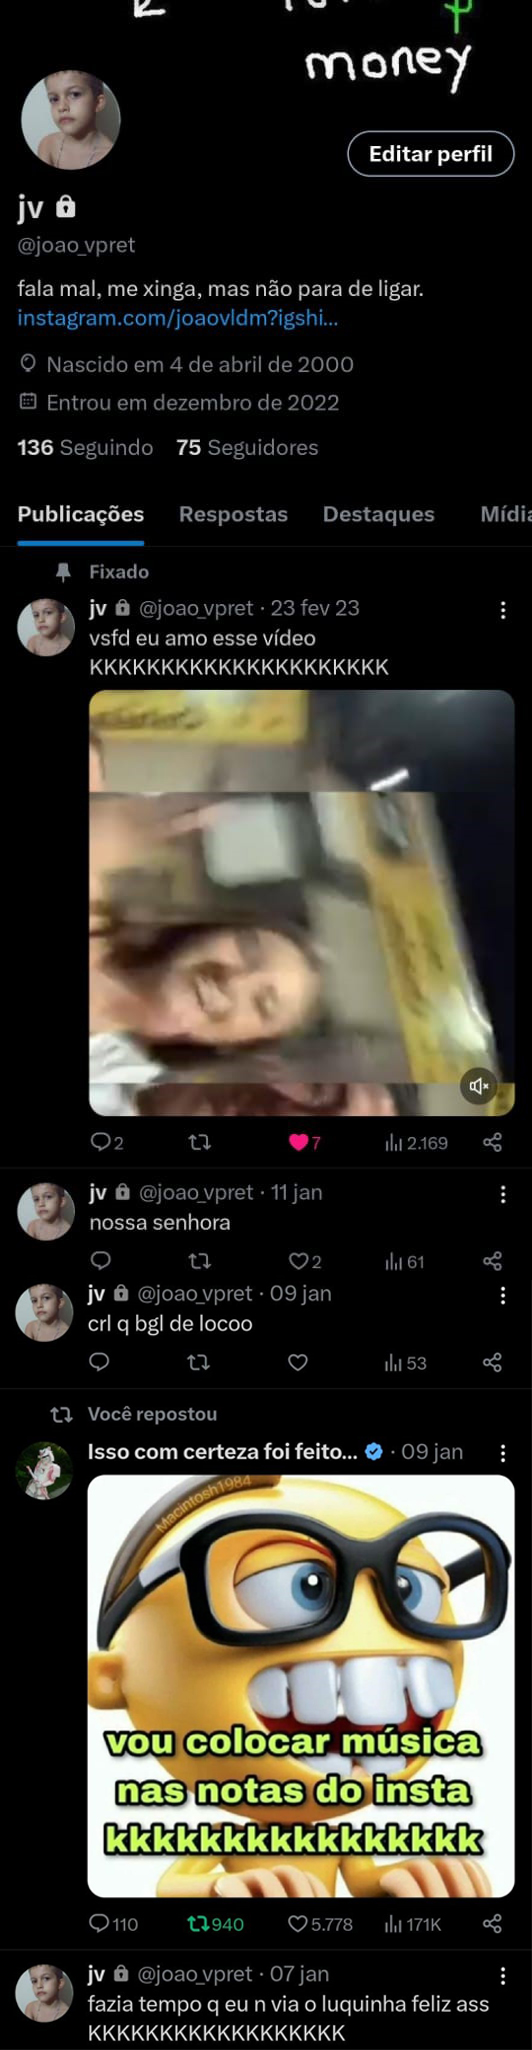 money
Editar perfil
jv
@joao_vpret
fala mal, me xinga, mas não para de ligar.
instagram.com/joaovldm?igshi...
Nascido em 4 de abril de 2000
Entrou em dezembro de 2022
136 Seguindo 75 Seguidores
Publicações Respostas Destaques Mídia
Fixado
jv @joao_vpret · 23 fev 23
vsfd eu amo esse vídeo
KKKKKKKKKKKKKKKKKKKKK
2 7 2.169
jv @joao_vpret · 11 jan
nossa senhora
2 61
jv @joao_vpret · 09 jan
crl q bgl de locoo
53
Você repostou
Isso com certeza foi feito... · 09 jan
Macintosh1984
vou colocar música
nas notas do insta
kkkkkkkkkkkkkkkk
110 940 5.778 171K
jv @joao_vpret · 07 jan
fazia tempo q eu n via o luquinha feliz ass
KKKKKKKKKKKKKKKKKK